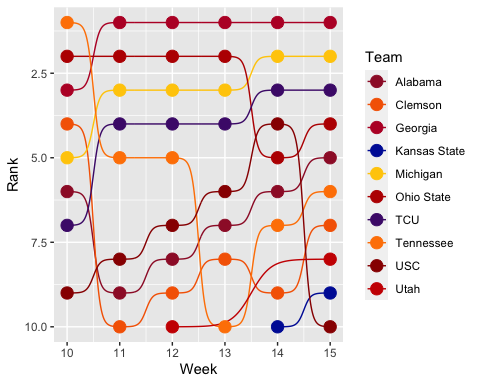 2.5
5.0
7.5
10.0
Rank
10 11 12 13 14 15
Week
Team
Alabama
Clemson
Georgia
Kansas State
Michigan
Ohio State
TCU
Tennessee
USC
Utah